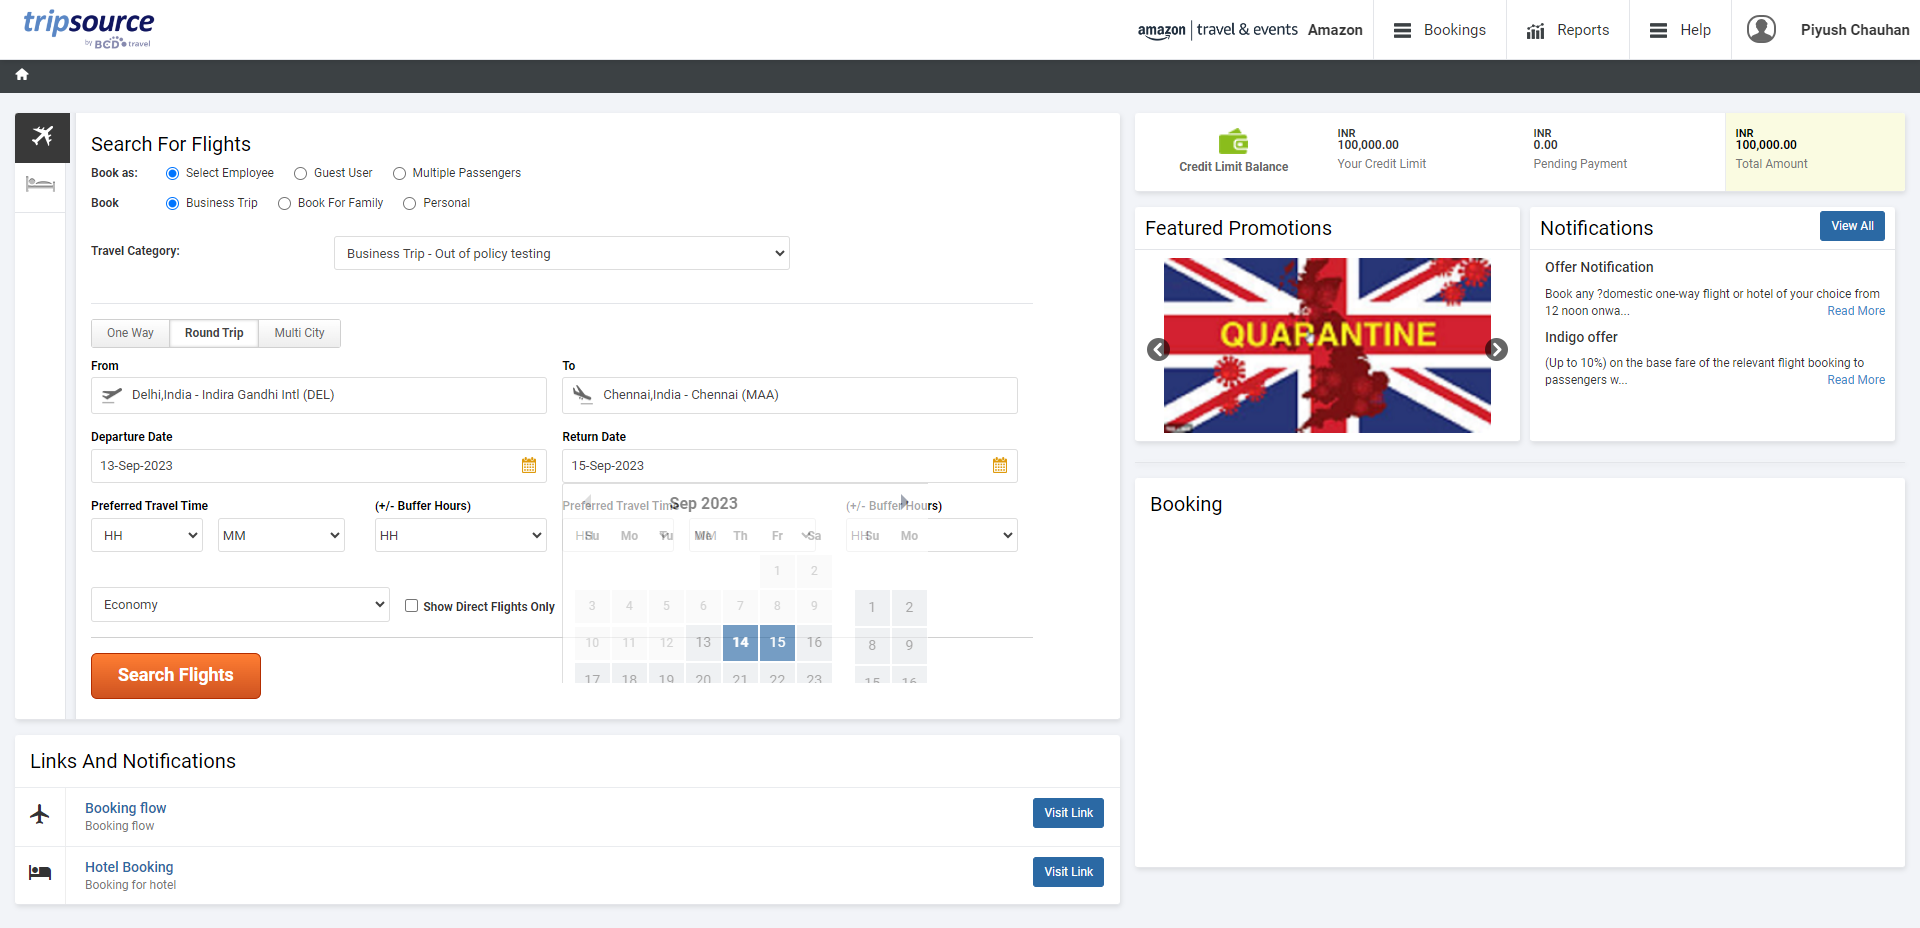 tripsource
by BCD travel
amazon travel & events Amazon
Bookings
Reports
Help
Piyush Chauhan
Search For Flights
Book as: Select Employee Guest User Multiple Passengers
Book Business Trip Book For Family Personal
Travel Category: Business Trip - Out of policy testing
One Way Round Trip Multi City
From To
Delhi,India - Indira Gandhi Intl (DEL) Chennai,India - Chennai (MAA)
Departure Date Return Date
13-Sep-2023 15-Sep-2023
Preferred Travel Time (+/- Buffer Hours) Preferred Travel Time (+/- Buffer Hours)
Sep 2023
HH MM HH HH MM HH
Su Mo Tu We Th Fr Sa Su Mo
1 2
3 4 5 6 7 8 9 1 2
10 11 12 13 14 15 16 8 9
17 18 19 20 21 22 23 15 16
Economy Show Direct Flights Only
Search Flights
Links And Notifications
Booking flow
Booking flow
Visit Link
Hotel Booking
Booking for hotel
Visit Link
Credit Limit Balance
INR
100,000.00
Your Credit Limit
INR
0.00
Pending Payment
INR
100,000.00
Total Amount
Featured Promotions
QUARANTINE
Notifications View All
Offer Notification
Book any ?domestic one-way flight or hotel of your choice from
12 noon onwa... Read More
Indigo offer
(Up to 10%) on the base fare of the relevant flight booking to
passengers w... Read More
Booking